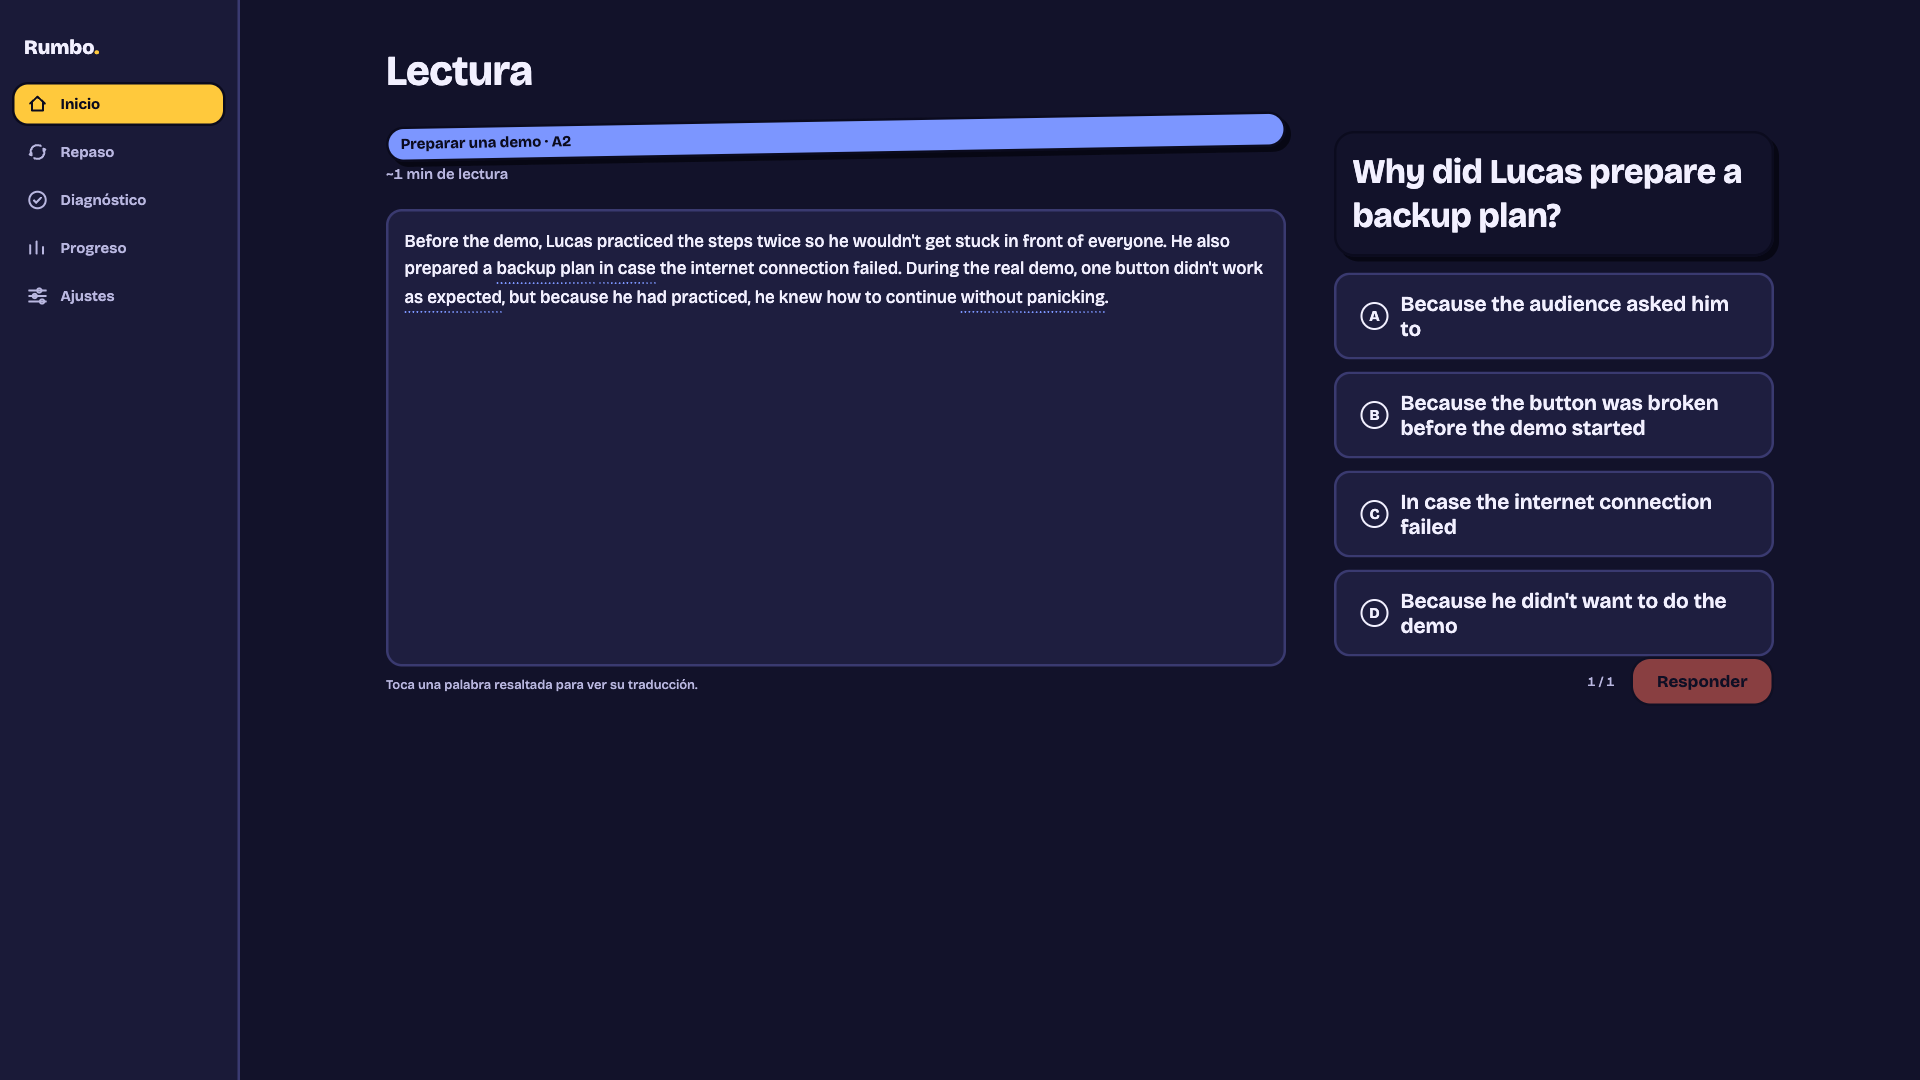 Rumbo.
Inicio
Repaso
Diagnóstico
Progreso
Ajustes
Lectura
Preparar una demo · A2
~1 min de lectura
Before the demo, Lucas practiced the steps twice so he wouldn't get stuck in front of everyone. He also
prepared a backup plan in case the internet connection failed. During the real demo, one button didn't work
as expected, but because he had practiced, he knew how to continue without panicking.
Toca una palabra resaltada para ver su traducción.
Why did Lucas prepare a
backup plan?
A
Because the audience asked him
to
B
Because the button was broken
before the demo started
C
In case the internet connection
failed
D
Because he didn't want to do the
demo
1 / 1
Responder